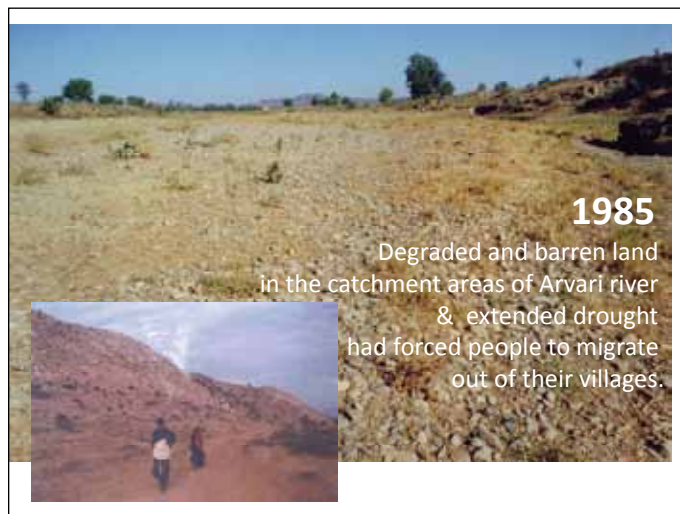 1985
Degraded and barren land
in the catchment areas of Arvari river
& extended drought
had forced people to migrate
out of their villages.